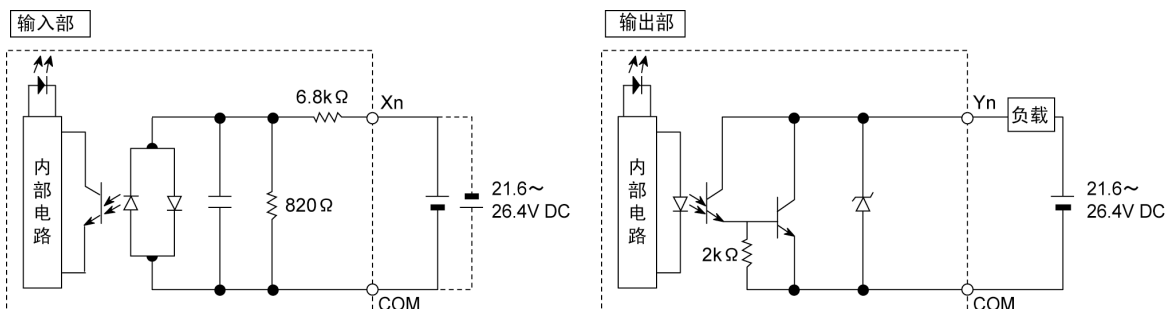 输入部
6.8kΩ
Xn
内部电路
820Ω
21.6～
26.4V DC
COM
输出部
Yn
负载
内部电路
2kΩ
21.6～
26.4V DC
COM